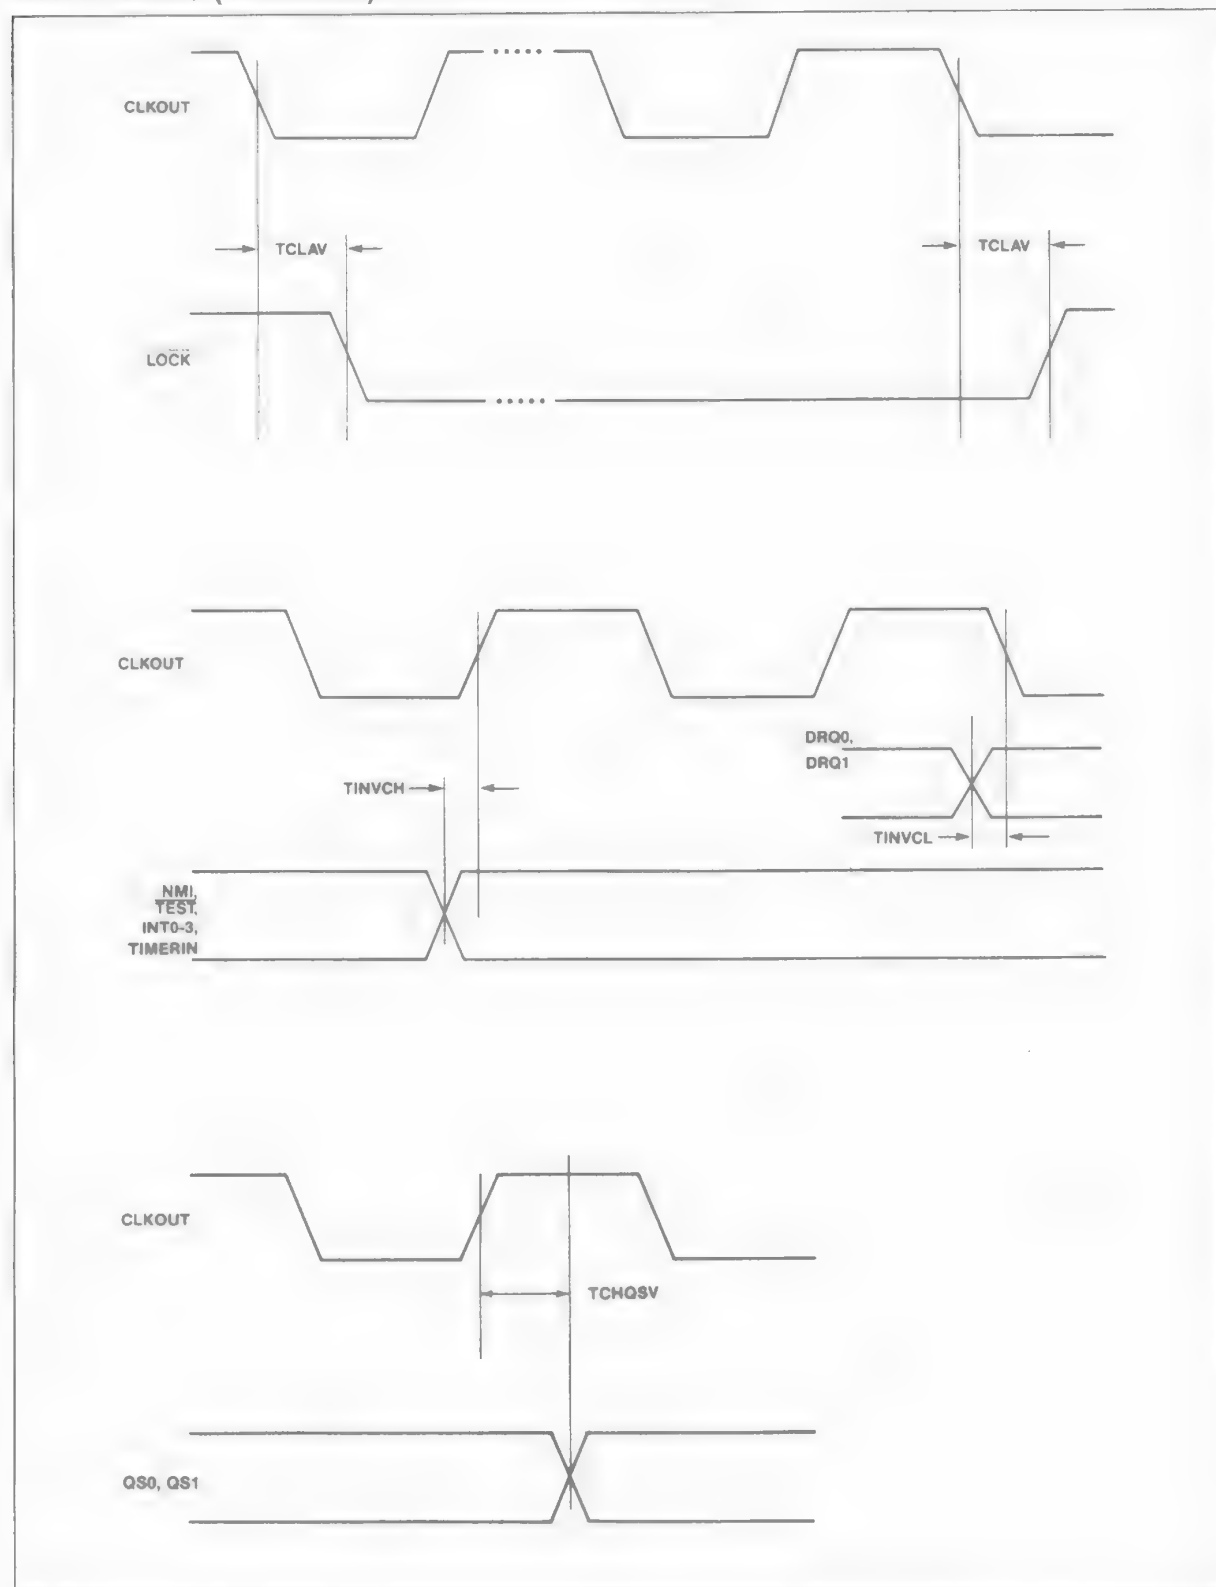 CLKOUT
TCLAV
TCLAV
LOCK
CLKOUT
DRQ0,
DRQ1
TINVCH
TINVCL
NMI,
TEST,
INT0-3,
TIMERIN
CLKOUT
TCHQSV
QS0, QS1